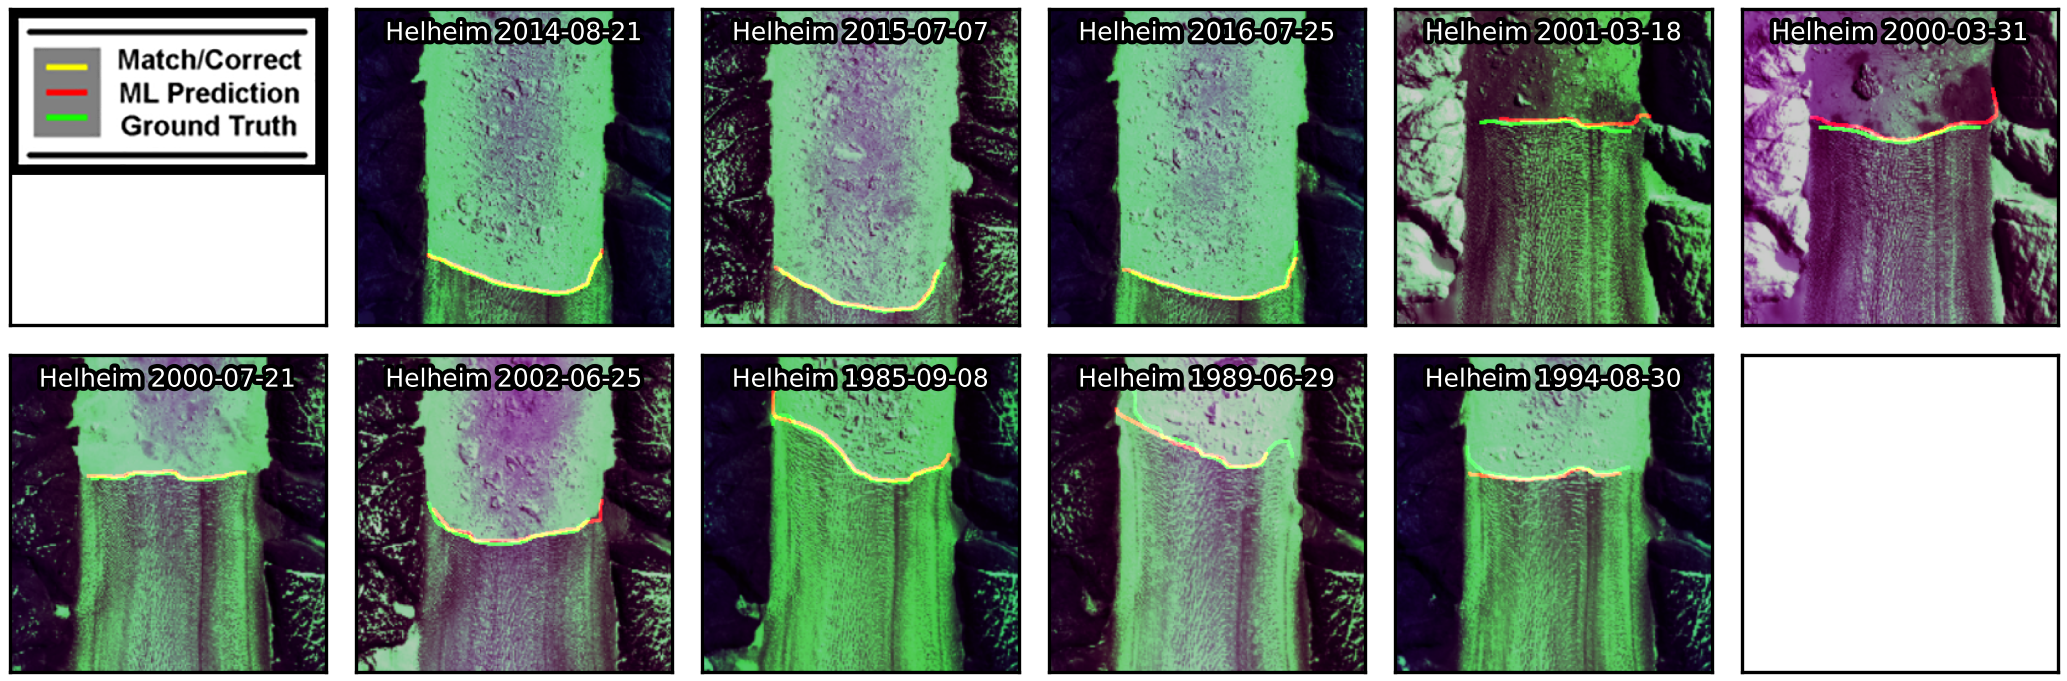 Match/Correct
ML Prediction
Ground Truth
Helheim 2014-08-21
Helheim 2015-07-07
Helheim 2016-07-25
Helheim 2001-03-18
Helheim 2000-03-31
Helheim 2000-07-21
Helheim 2002-06-25
Helheim 1985-09-08
Helheim 1989-06-29
Helheim 1994-08-30